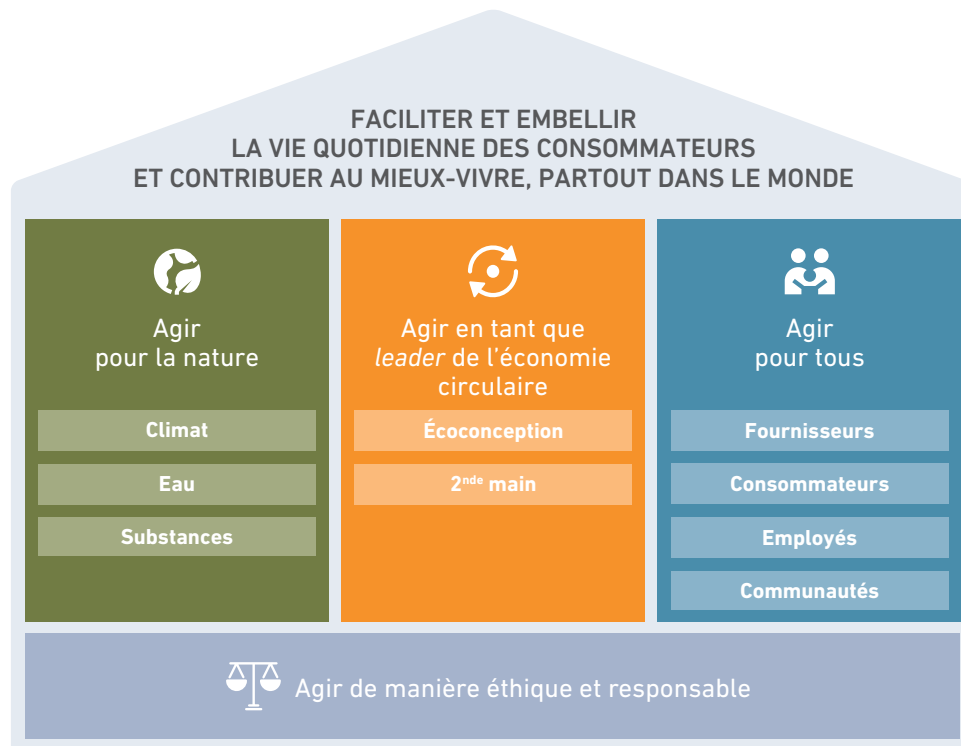 FACILITER ET EMBELLIR
LA VIE QUOTIDIENNE DES CONSOMMATEURS
ET CONTRIBUER AU MIEUX-VIVRE, PARTOUT DANS LE MONDE
Agir
pour la nature
Climat
Eau
Substances
Agir en tant que
leader de l'économie
circulaire
Écoconception
2nde main
Agir
pour tous
Fournisseurs
Consommateurs
Employés
Communautés
Agir de manière éthique et responsable